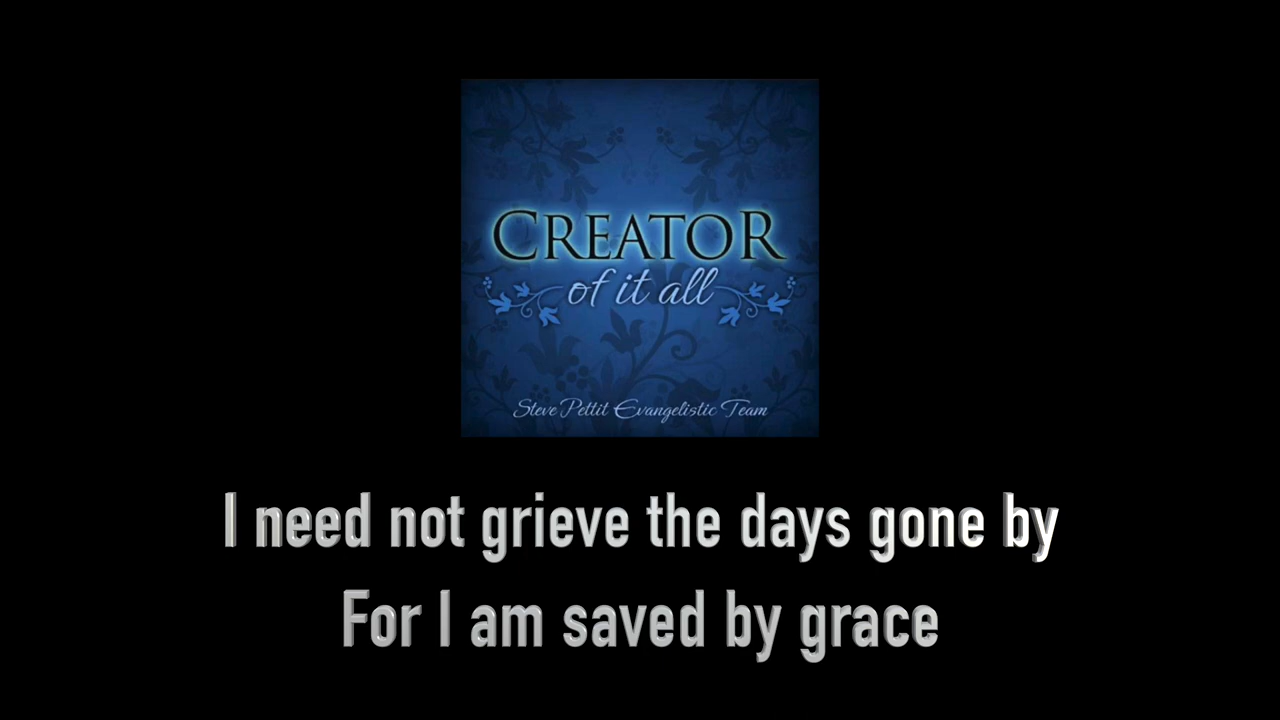 CREATOR
of it all
Steve Pettit Evangelistic Team
I need not grieve the days gone by
For I am saved by grace